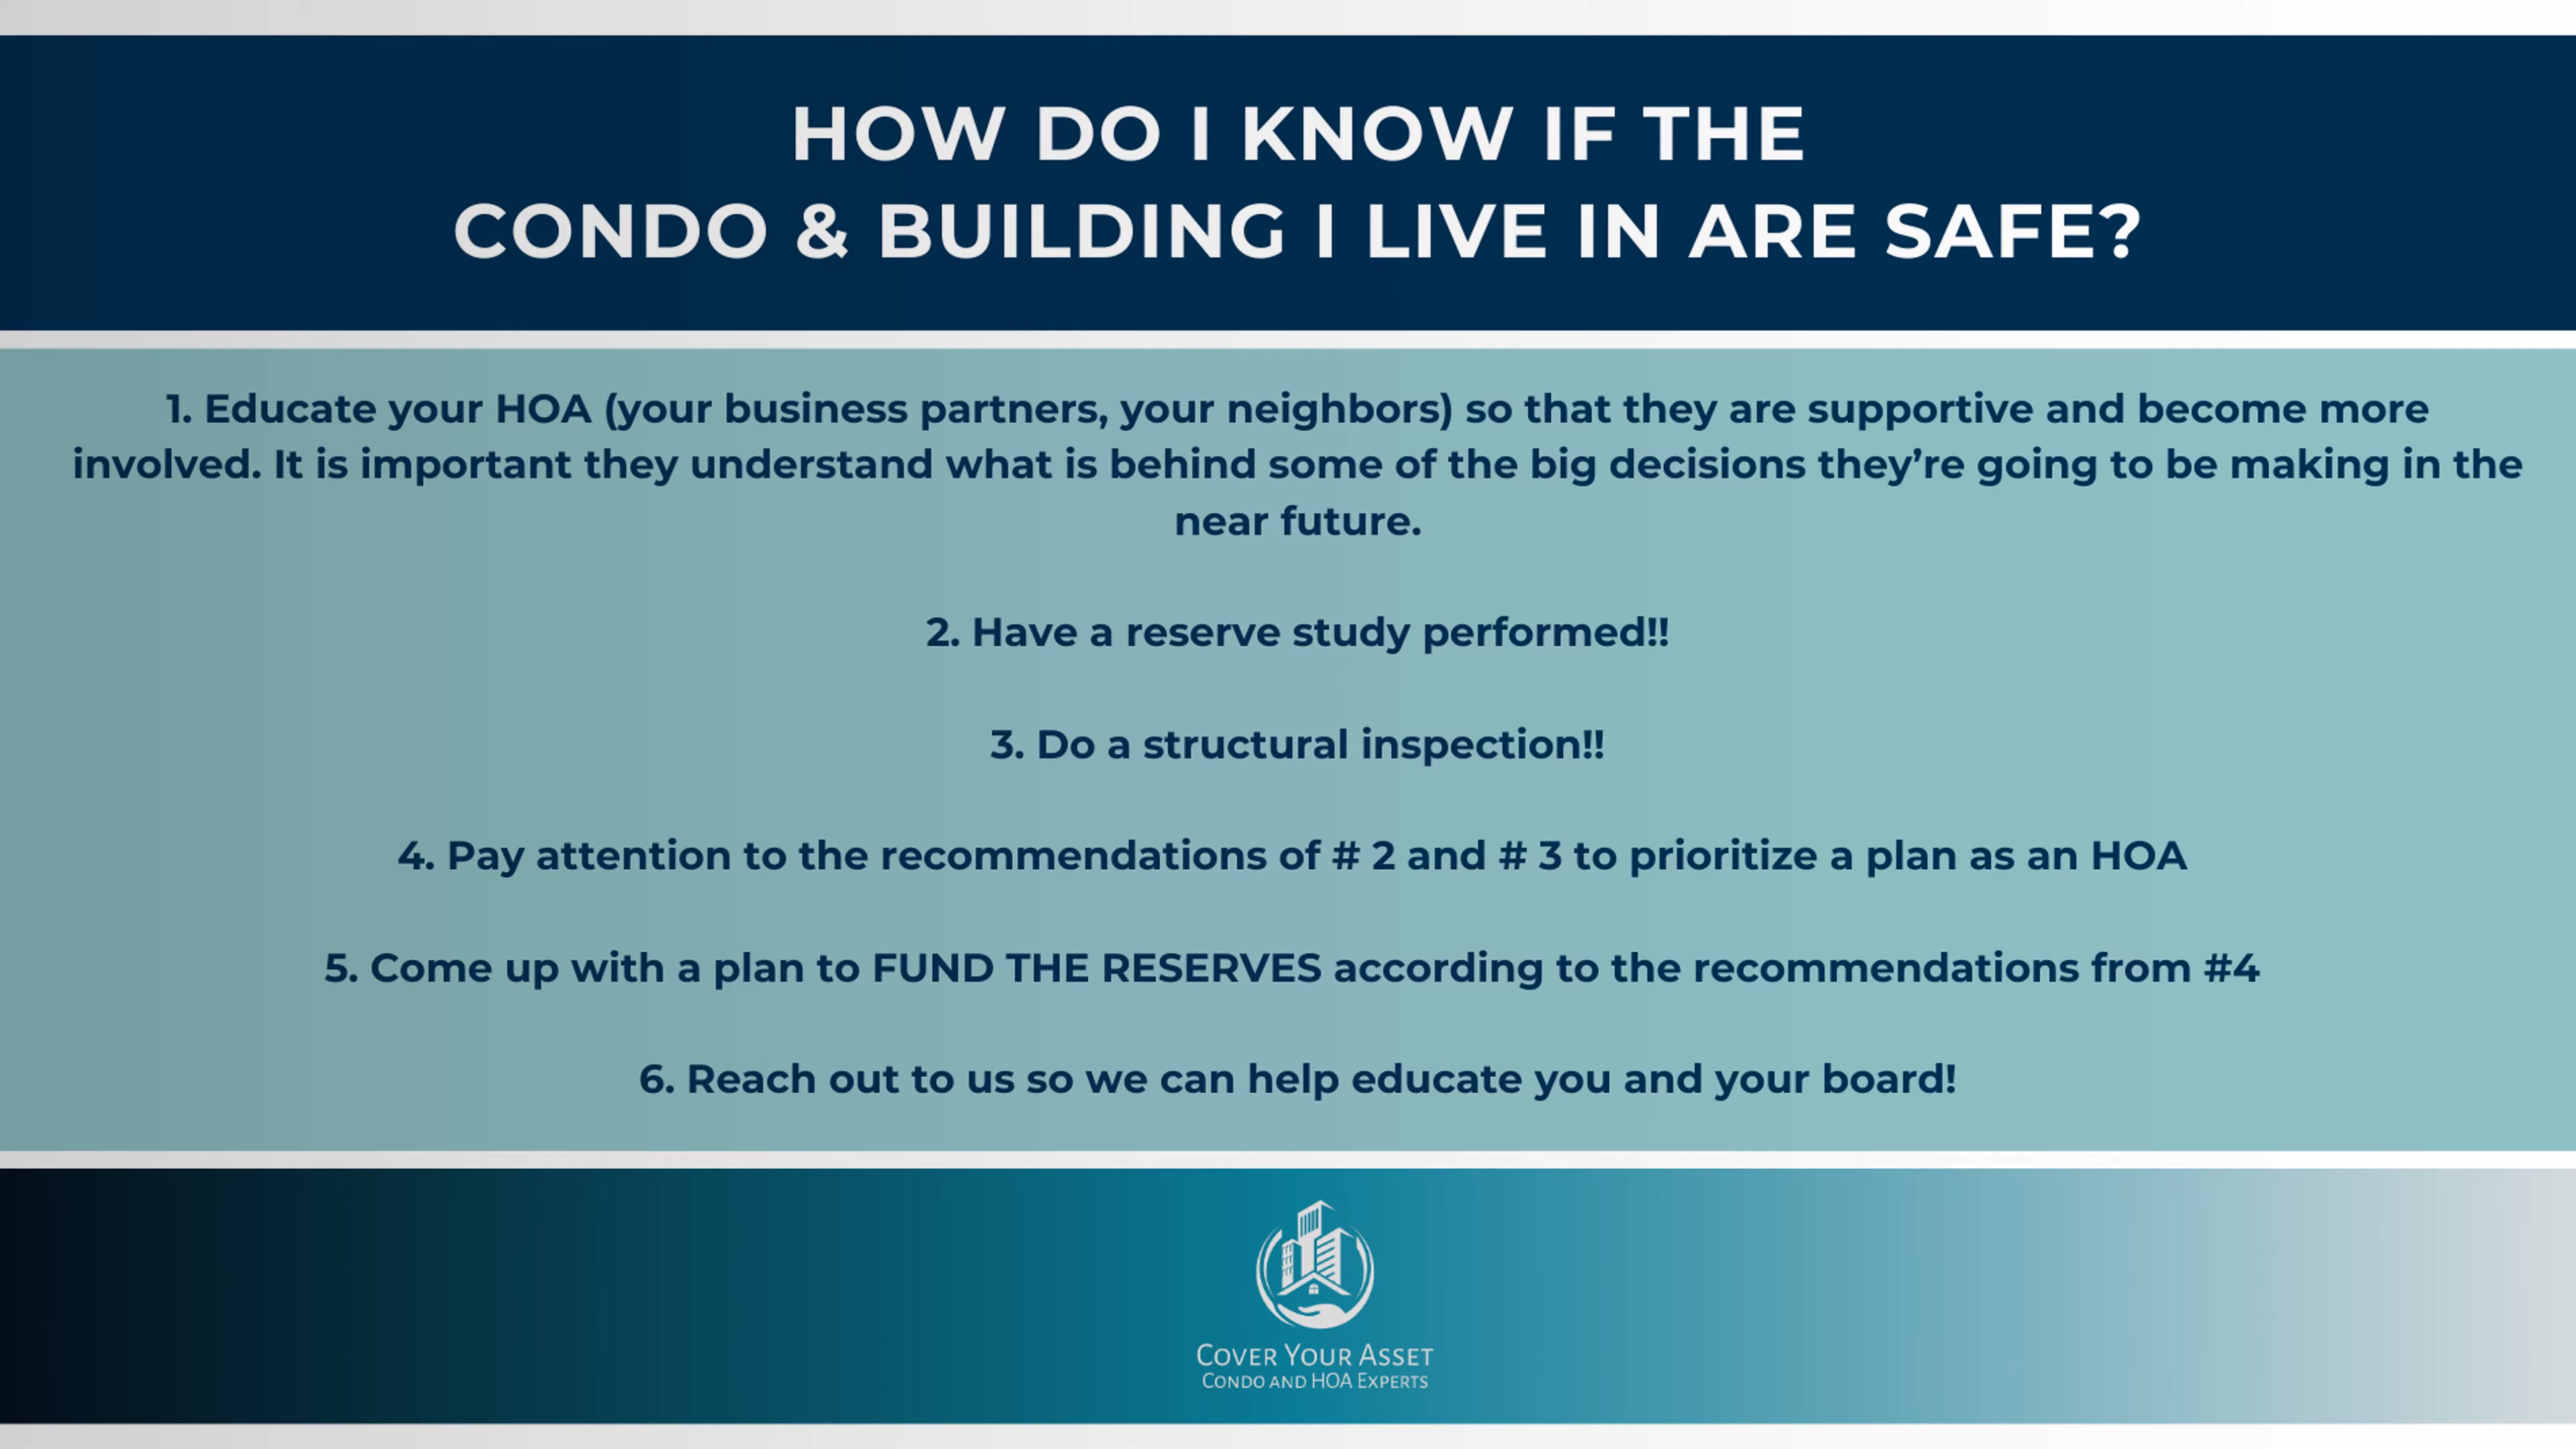 HOW DO I KNOW IF THE
CONDO & BUILDING I LIVE IN ARE SAFE?
1. Educate your HOA (your business partners, your neighbors) so that they are supportive and become more
involved. It is important they understand what is behind some of the big decisions they’re going to be making in the
near future.
2. Have a reserve study performed!!
3. Do a structural inspection!!
4. Pay attention to the recommendations of # 2 and # 3 to prioritize a plan as an HOA
5. Come up with a plan to FUND THE RESERVES according to the recommendations from #4
6. Reach out to us so we can help educate you and your board!
COVER YOUR ASSET
CONDO AND HOA EXPERTS